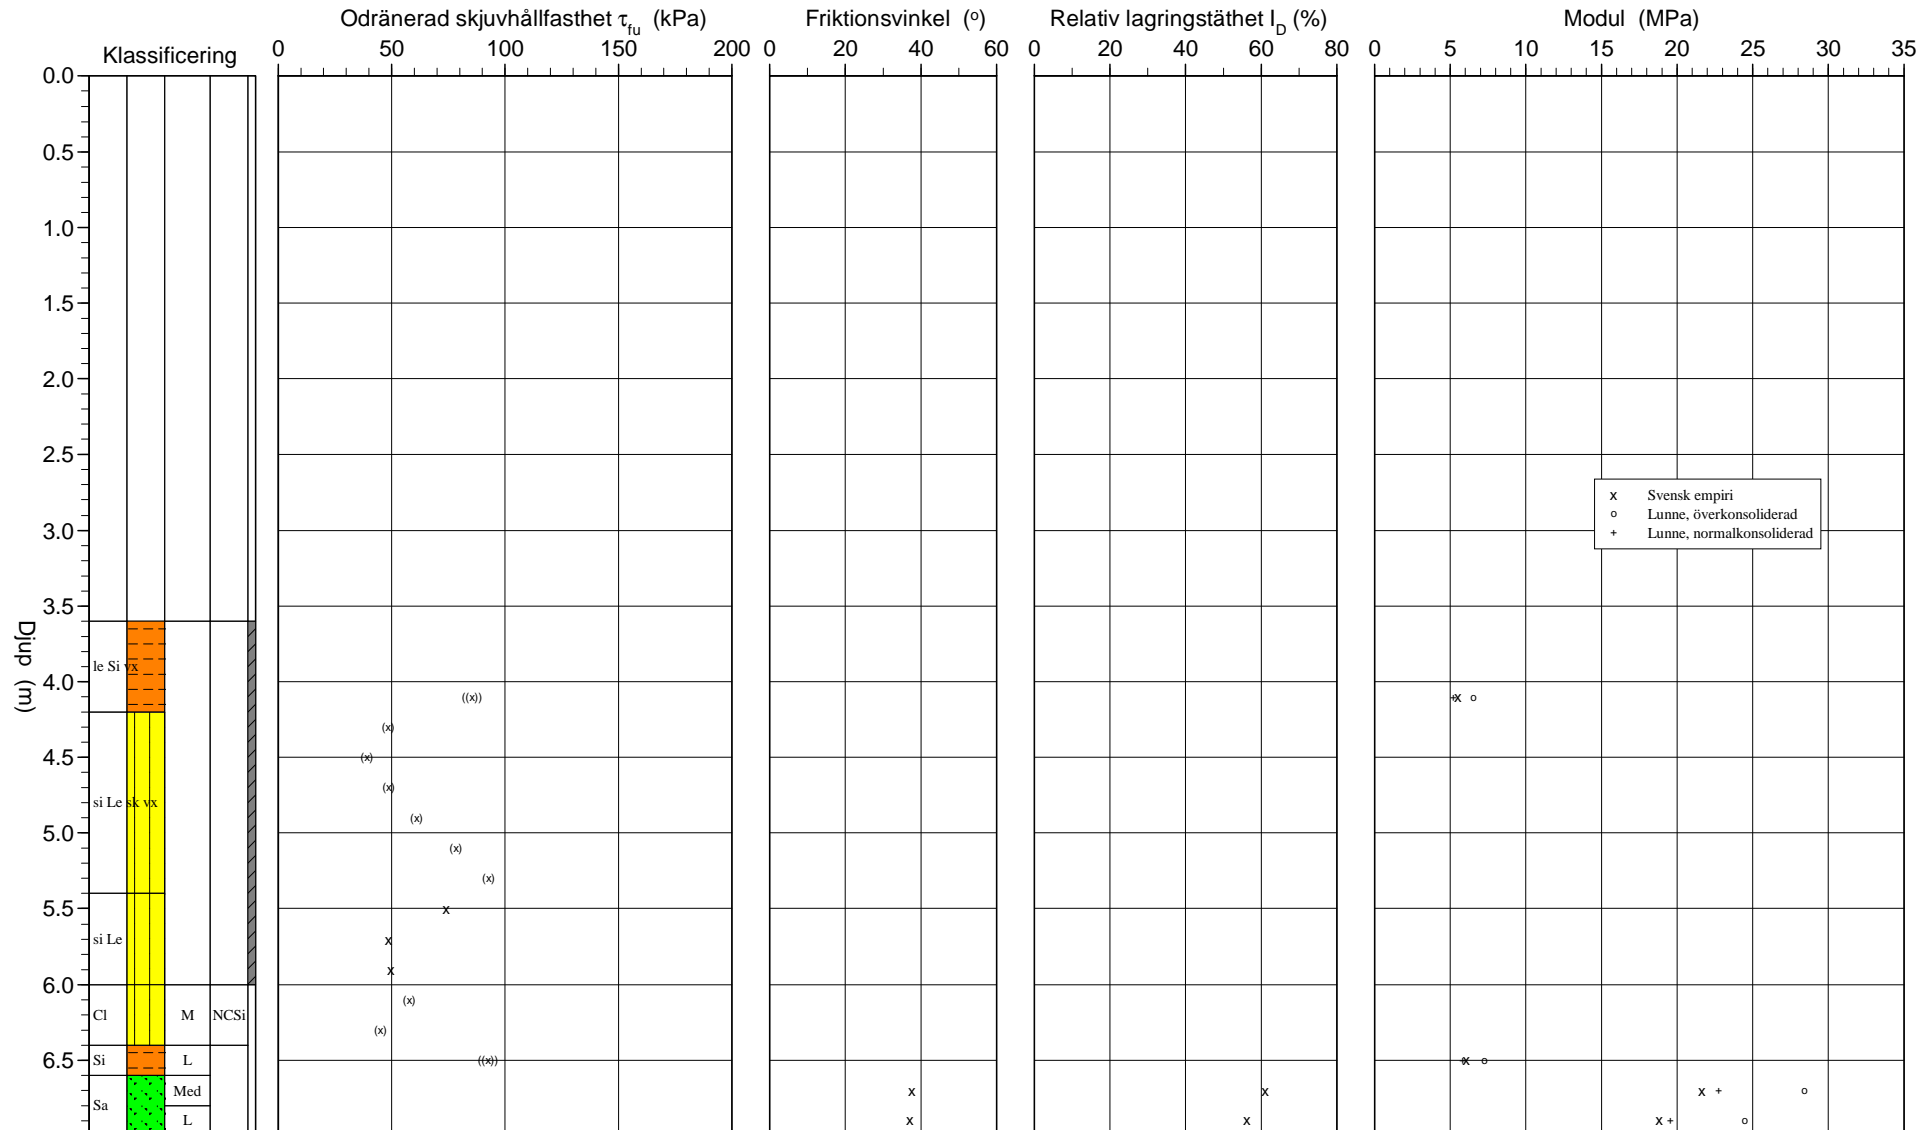 Odränerad skjuvhållfasthet τfu (kPa)
Friktionsvinkel (o)
Relativ lagringstäthet ID (%)
Modul (MPa)
Klassificering
0 50 100 150 200
0 20 40 60
0 20 40 60 80
0 5 10 15 20 25 30 35
0.0
0.5
1.0
1.5
2.0
2.5
x Svensk empiri
o Lunne, överkonsoliderad
+ Lunne, normalkonsoliderad
3.0
3.5
Djup (m)
le Si vx
4.0
((x))
(x)
4.5
(x)
(x)
si Le sk vx
(x)
5.0
(x)
(x)
5.5
x
si Le
x
x
6.0
(x)
Cl M NCSi
(x)
6.5
Si L
((x))
Med
Sa
L